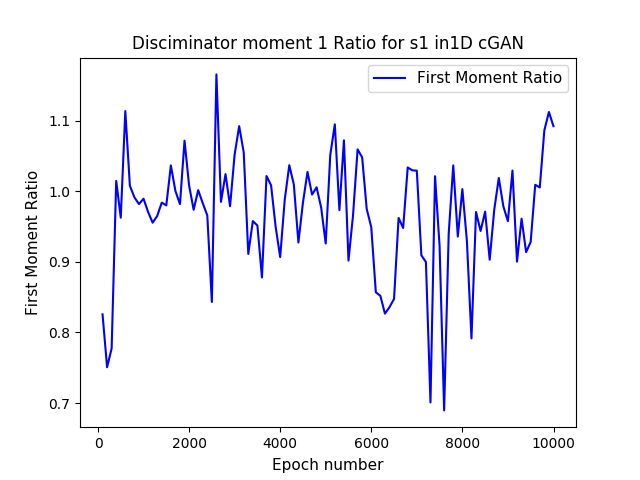 Disciminator moment 1 Ratio for s1 in1D cGAN
First Moment Ratio
First Moment Ratio
1.1
1.0
0.9
0.8
0.7
0 2000 4000 6000 8000 10000
Epoch number